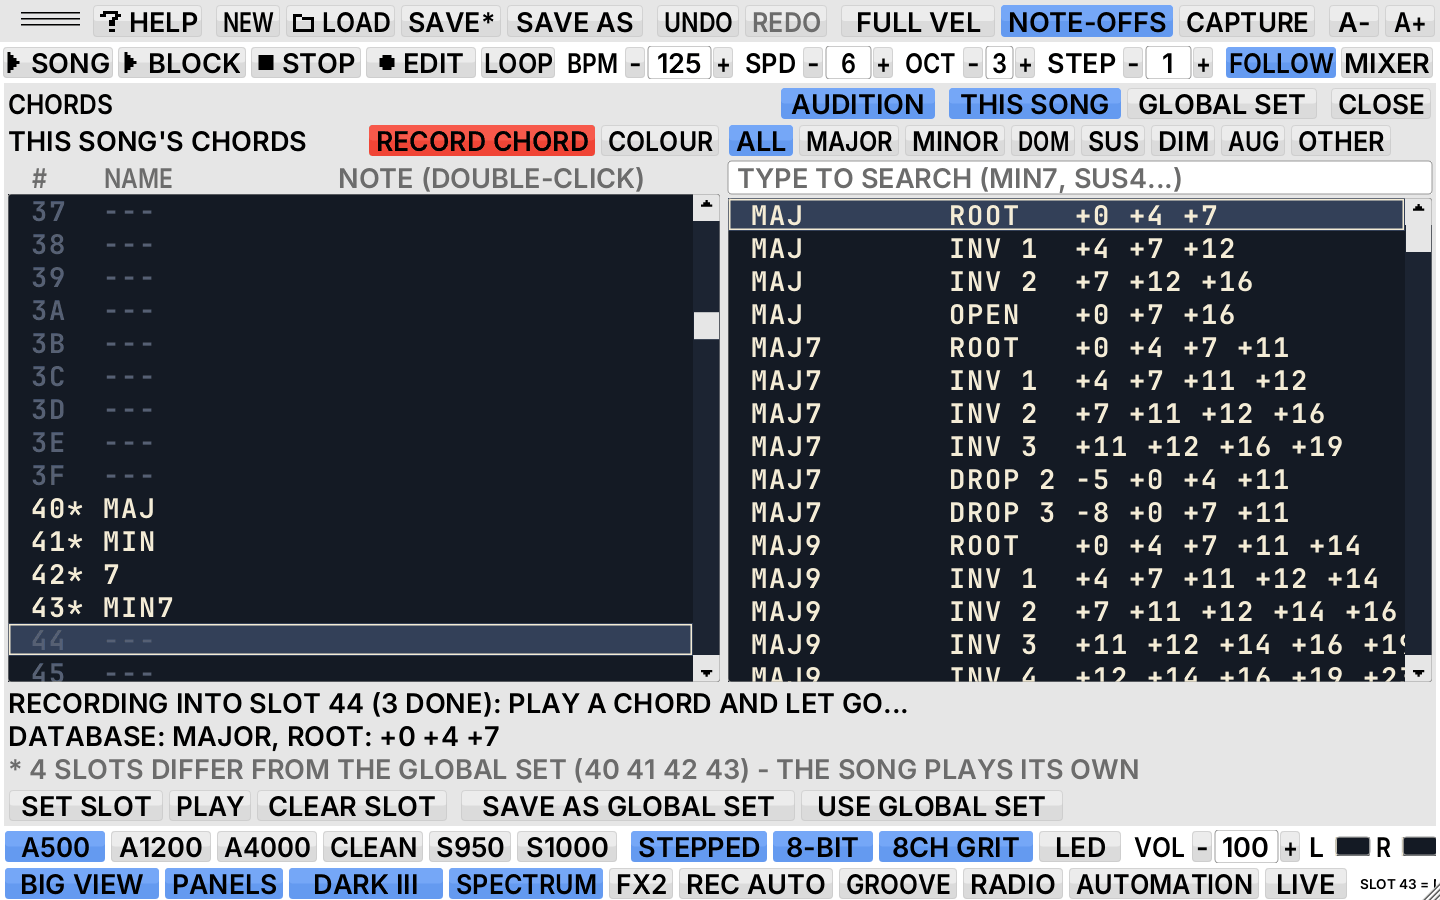 HELP NEW LOAD SAVE* SAVE AS UNDO REDO FULL VEL NOTE-OFFS CAPTURE A- A+
SONG BLOCK STOP EDIT LOOP BPM - 125 + SPD - 6 + OCT - 3 + STEP - 1 + FOLLOW MIXER
CHORDS AUDITION THIS SONG GLOBAL SET CLOSE
THIS SONG'S CHORDS RECORD CHORD COLOUR ALL MAJOR MINOR DOM SUS DIM AUG OTHER
# NAME NOTE (DOUBLE-CLICK) TYPE TO SEARCH (MIN7, SUS4...)
37 ---
38 ---
39 ---
3A ---
3B ---
3C ---
3D ---
3E ---
3F ---
40* MAJ
41* MIN
42* 7
43* MIN7
44 ---
45 ---
MAJ ROOT +0 +4 +7
MAJ INV 1 +4 +7 +12
MAJ INV 2 +7 +12 +16
MAJ OPEN +0 +7 +16
MAJ7 ROOT +0 +4 +7 +11
MAJ7 INV 1 +4 +7 +11 +12
MAJ7 INV 2 +7 +11 +12 +16
MAJ7 INV 3 +11 +12 +16 +19
MAJ7 DROP 2 -5 +0 +4 +11
MAJ7 DROP 3 -8 +0 +7 +11
MAJ9 ROOT +0 +4 +7 +11 +14
MAJ9 INV 1 +4 +7 +11 +12 +14
MAJ9 INV 2 +7 +11 +12 +14 +16
MAJ9 INV 3 +11 +12 +14 +16 +19
MAJ9 INV 4 +12 +14 +16 +19
RECORDING INTO SLOT 44 (3 DONE): PLAY A CHORD AND LET GO...
DATABASE: MAJOR, ROOT: +0 +4 +7
* 4 SLOTS DIFFER FROM THE GLOBAL SET (40 41 42 43) - THE SONG PLAYS ITS OWN
SET SLOT PLAY CLEAR SLOT SAVE AS GLOBAL SET USE GLOBAL SET
A500 A1200 A4000 CLEAN S950 S1000 STEPPED 8-BIT 8CH GRIT LED VOL - 100 + L R
BIG VIEW PANELS DARK III SPECTRUM FX2 REC AUTO GROOVE RADIO AUTOMATION LIVE SLOT 43 =